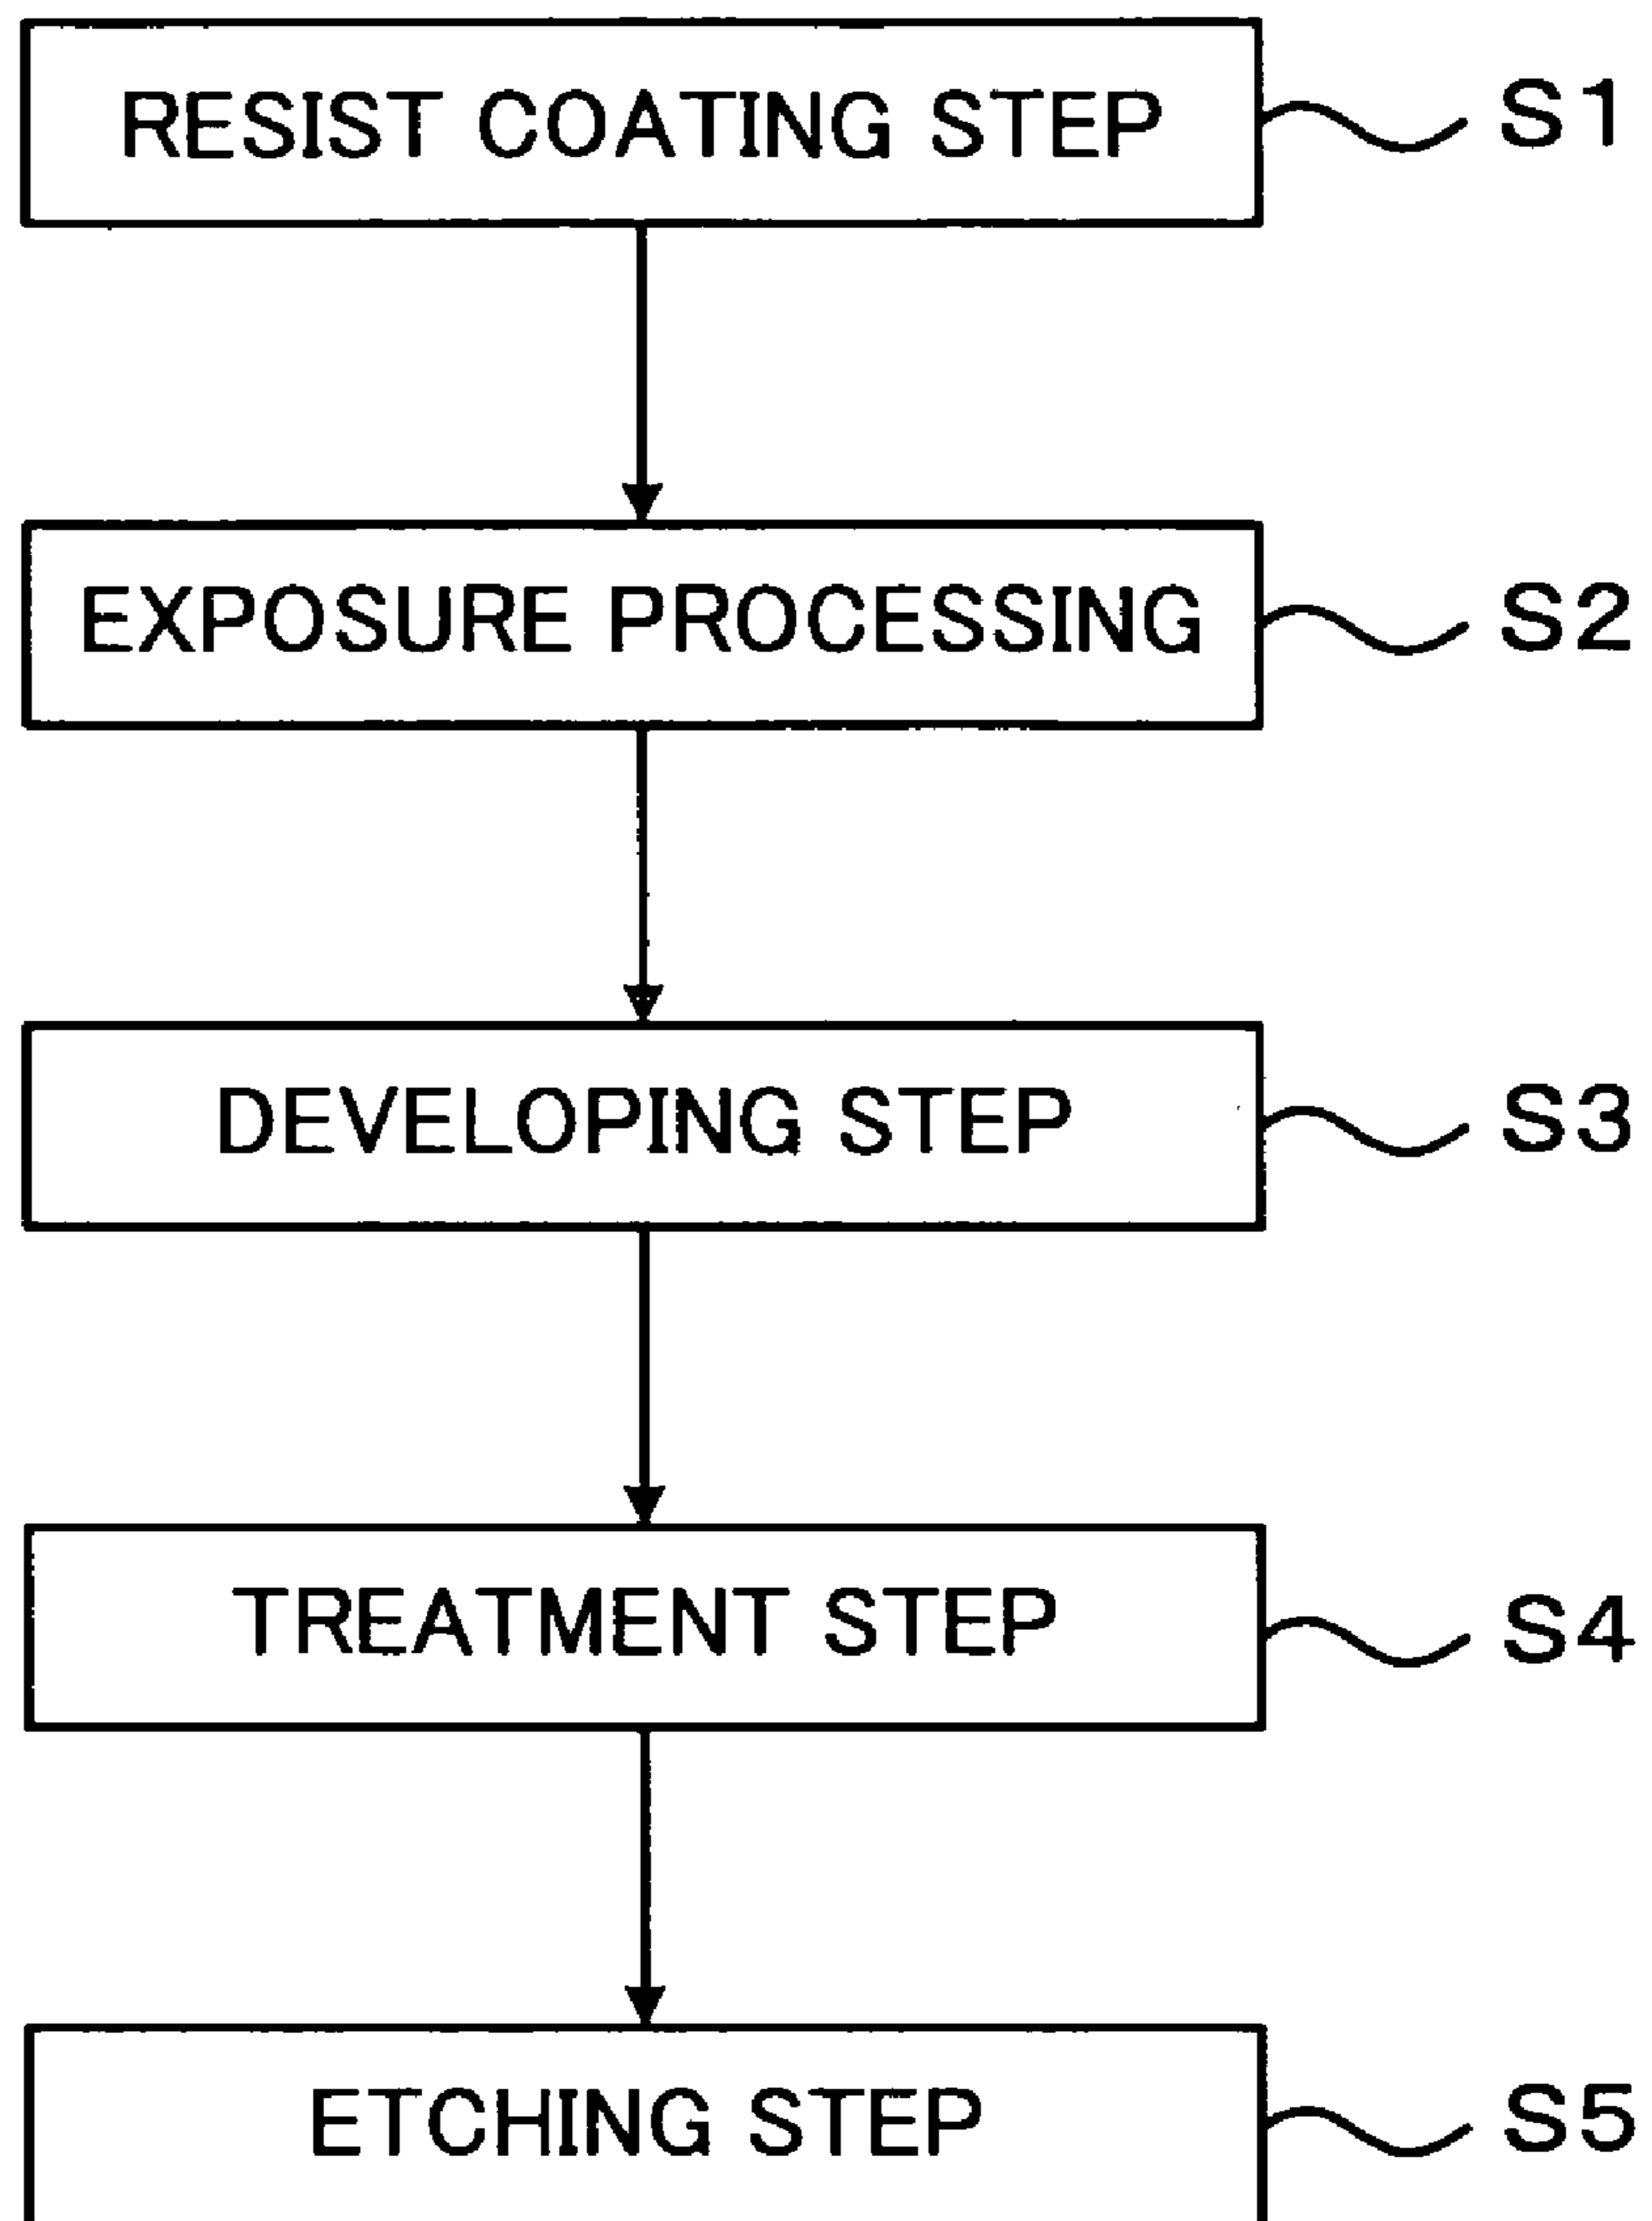 RESIST COATING STEP S1
EXPOSURE PROCESSING S2
DEVELOPING STEP S3
TREATMENT STEP S4
ETCHING STEP S5